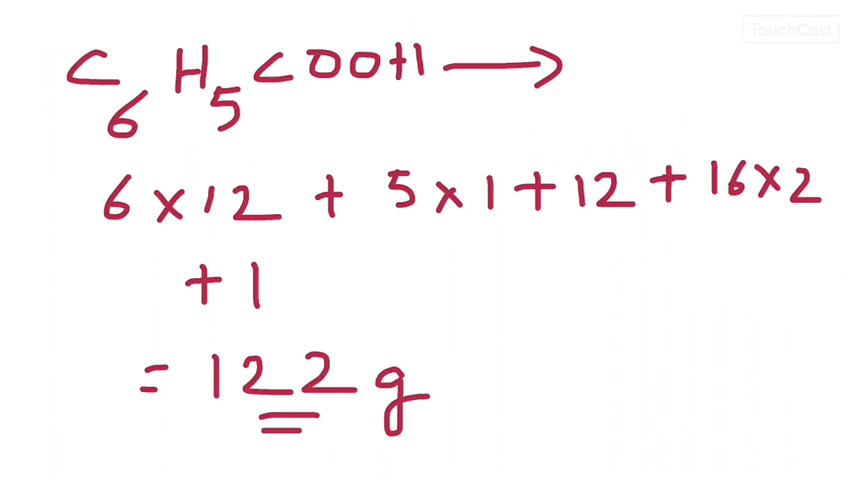 TouchCast
C6H5COOH ⟶
6 × 12 + 5 × 1 + 12 + 16 × 2
+ 1
= 122 g